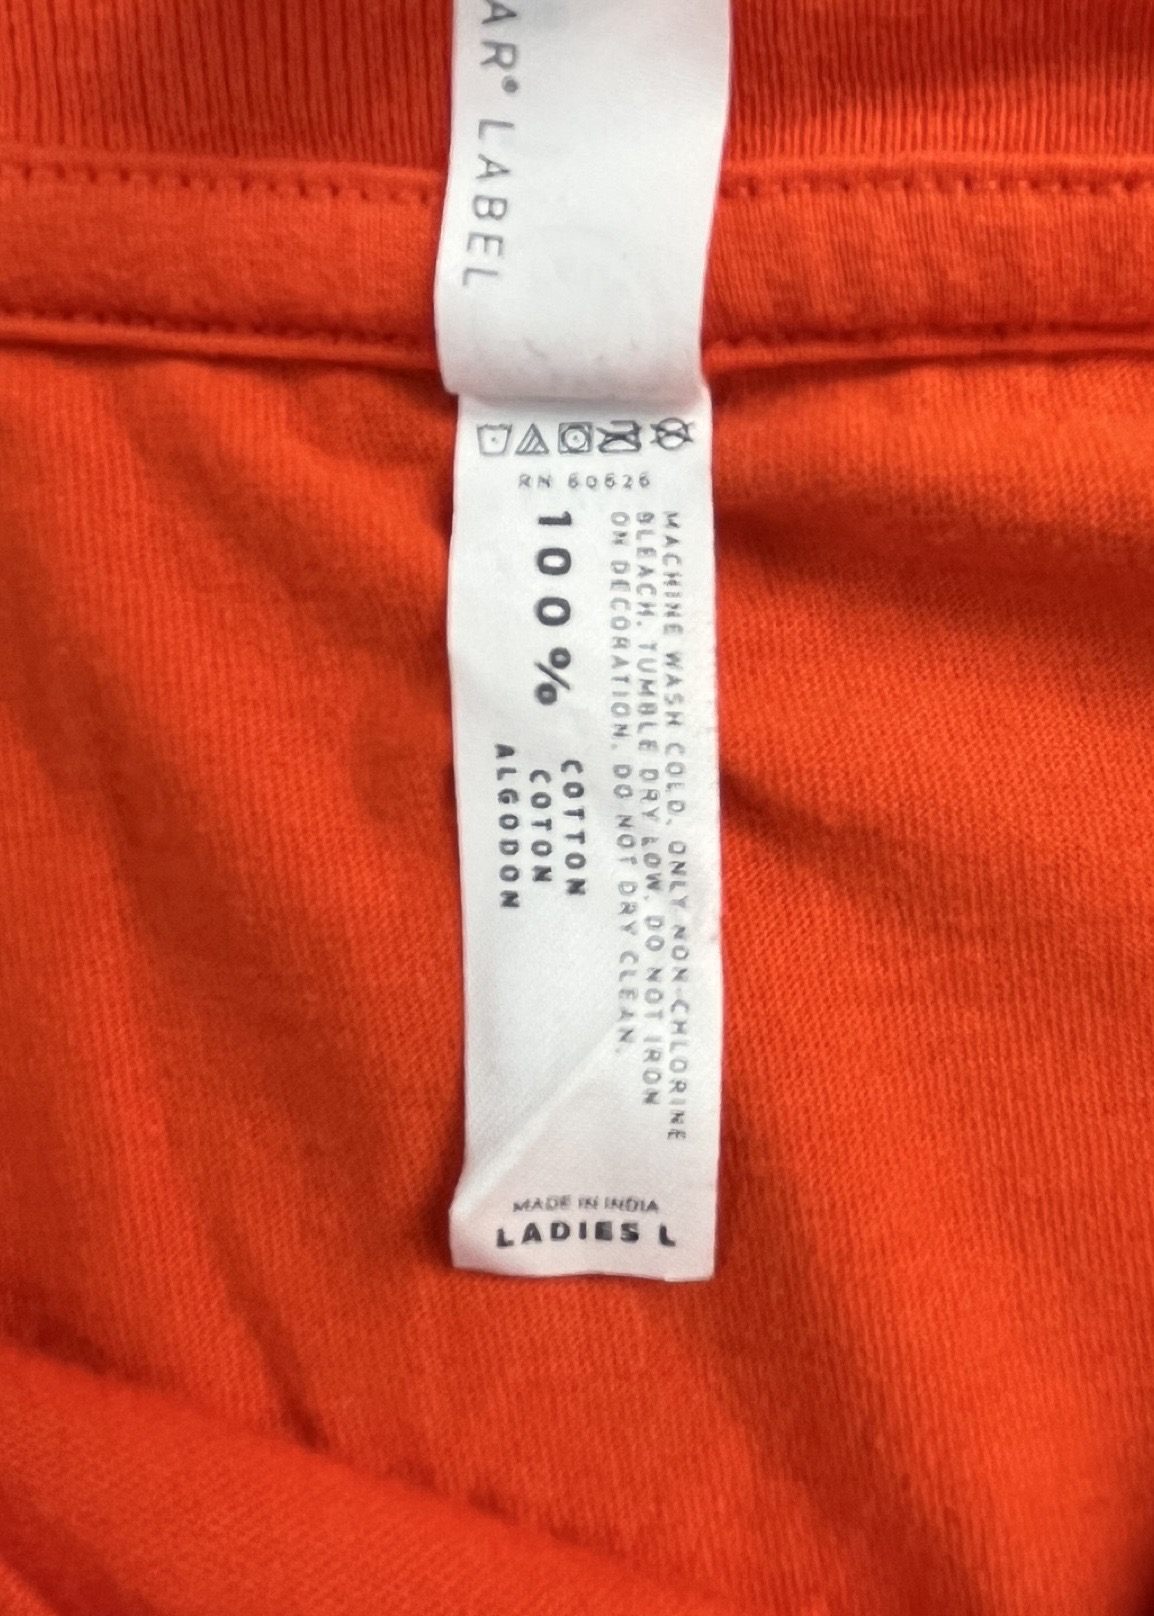 AR® LABEL
RN 60626
MACHINE WASH COLD. ONLY NON-CHLORINE
BLEACH. TUMBLE DRY LOW. DO NOT IRON
ON DECORATION. DO NOT DRY CLEAN.
100%
COTTON
COTON
ALGODON
MADE IN INDIA
LADIES L